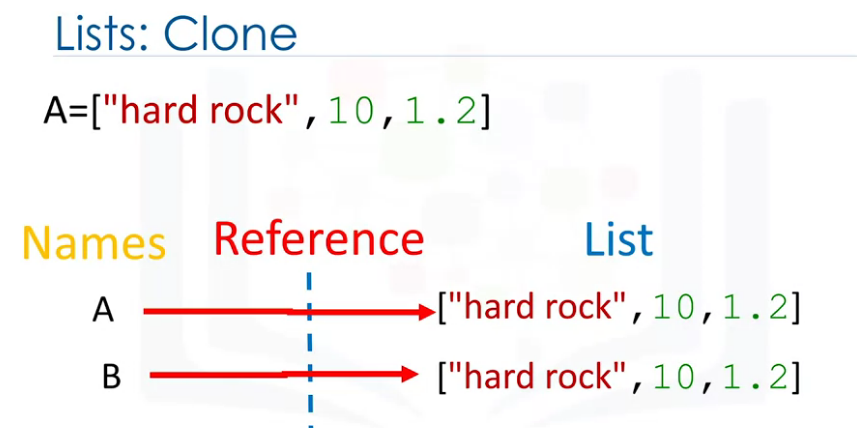 Lists: Clone
A=["hard rock",10,1.2]
Names Reference List
A ["hard rock",10,1.2]
B ["hard rock",10,1.2]